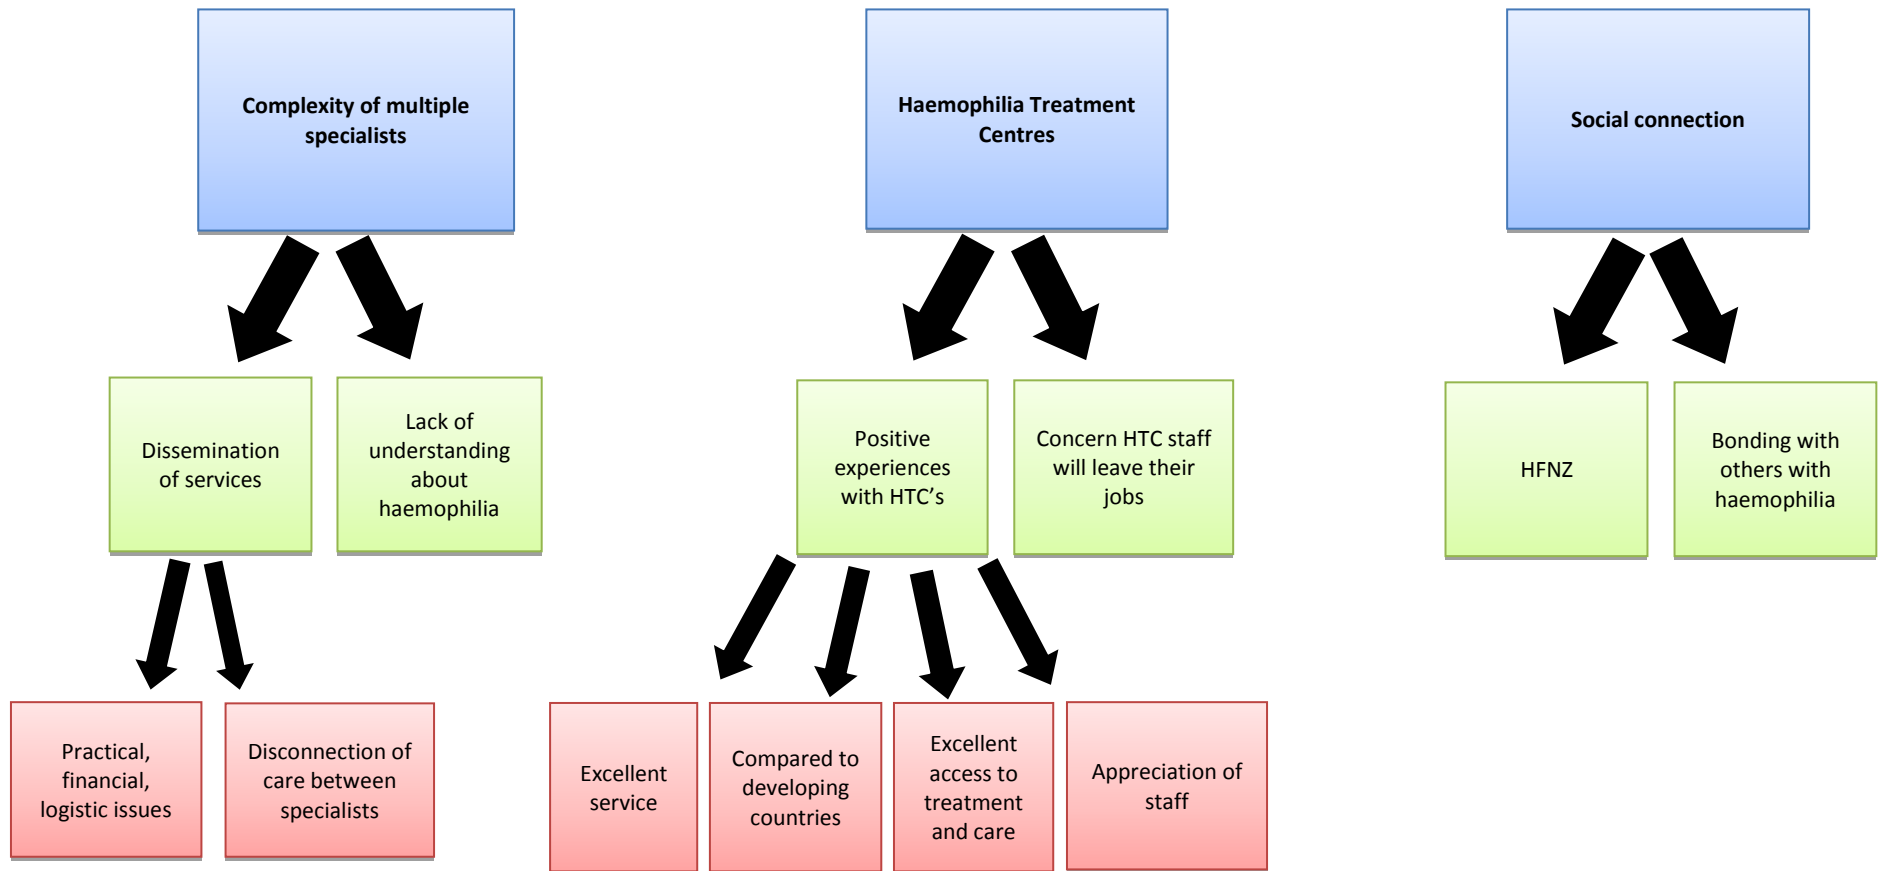 Complexity of multiple
specialists
Haemophilia Treatment
Centres
Social connection
Dissemination
of services
Lack of
understanding
about
haemophilia
Positive
experiences
with HTC’s
Concern HTC staff
will leave their
jobs
HFNZ
Bonding with
others with
haemophilia
Practical,
financial,
logistic issues
Disconnection of
care between
specialists
Excellent
service
Compared to
developing
countries
Excellent
access to
treatment
and care
Appreciation of
staff